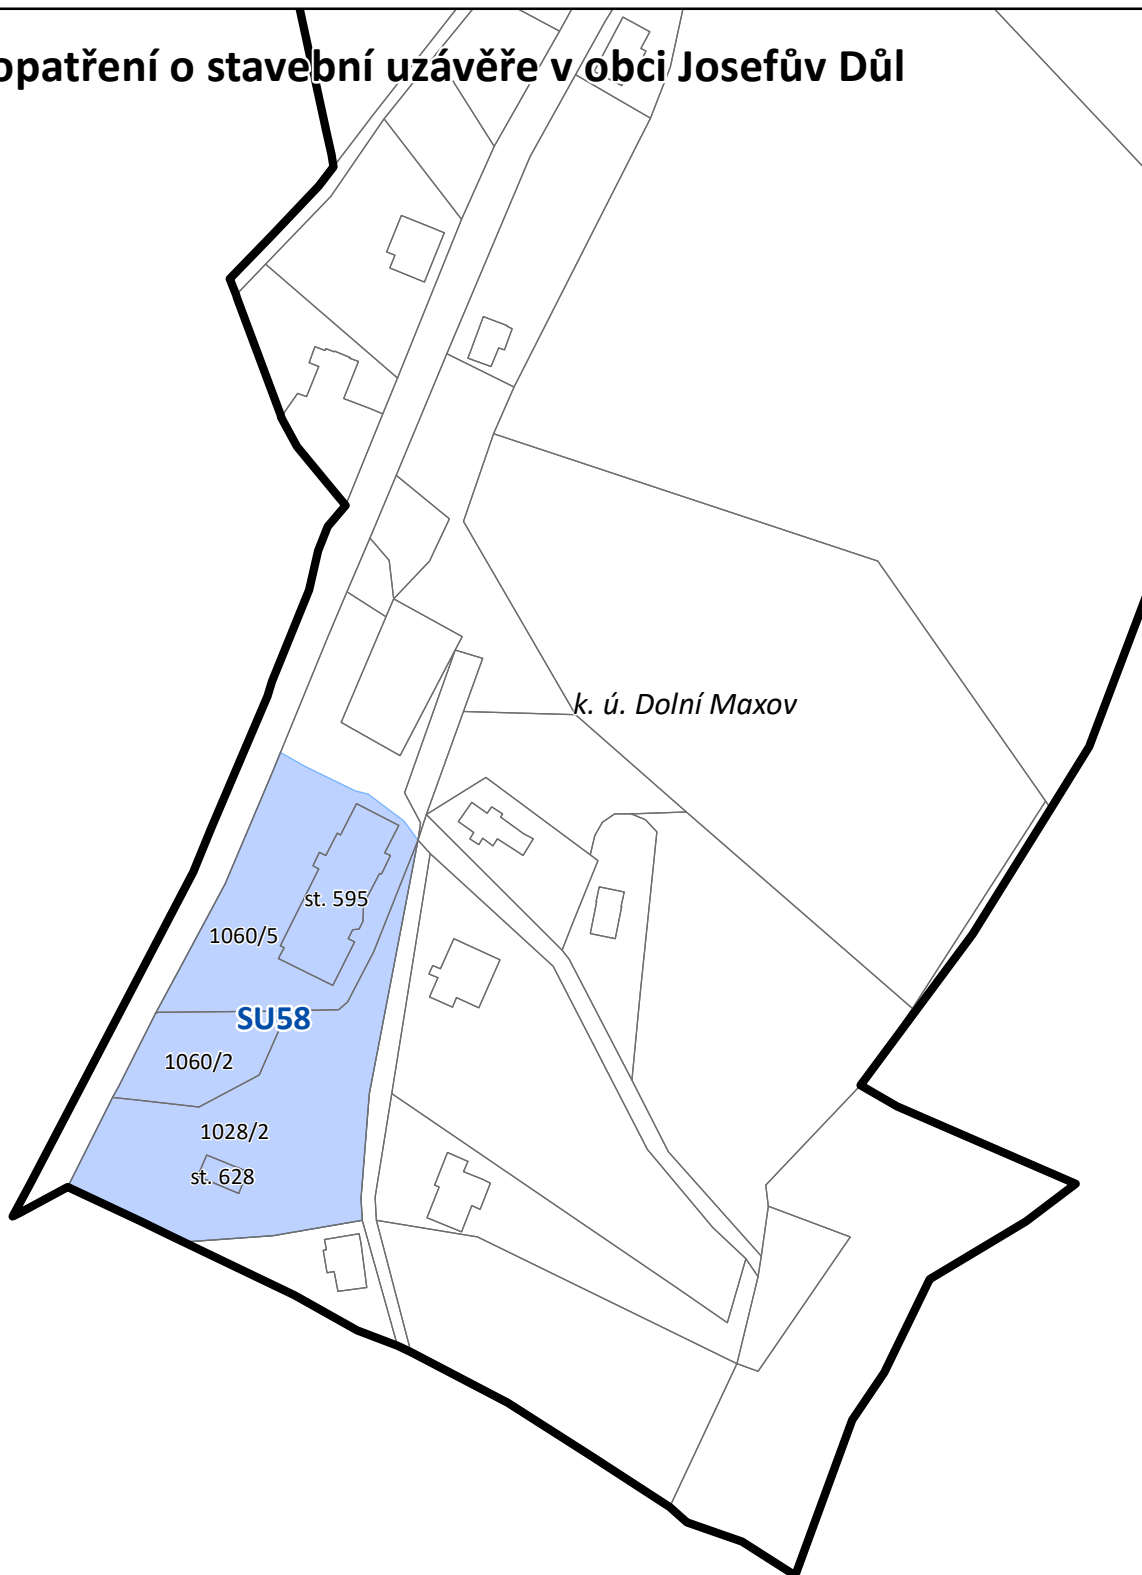 opatření o stavební uzávěře v obci Josefův Důl
k. ú. Dolní Maxov
st. 595
1060/5
SU58
1060/2
1028/2
st. 628